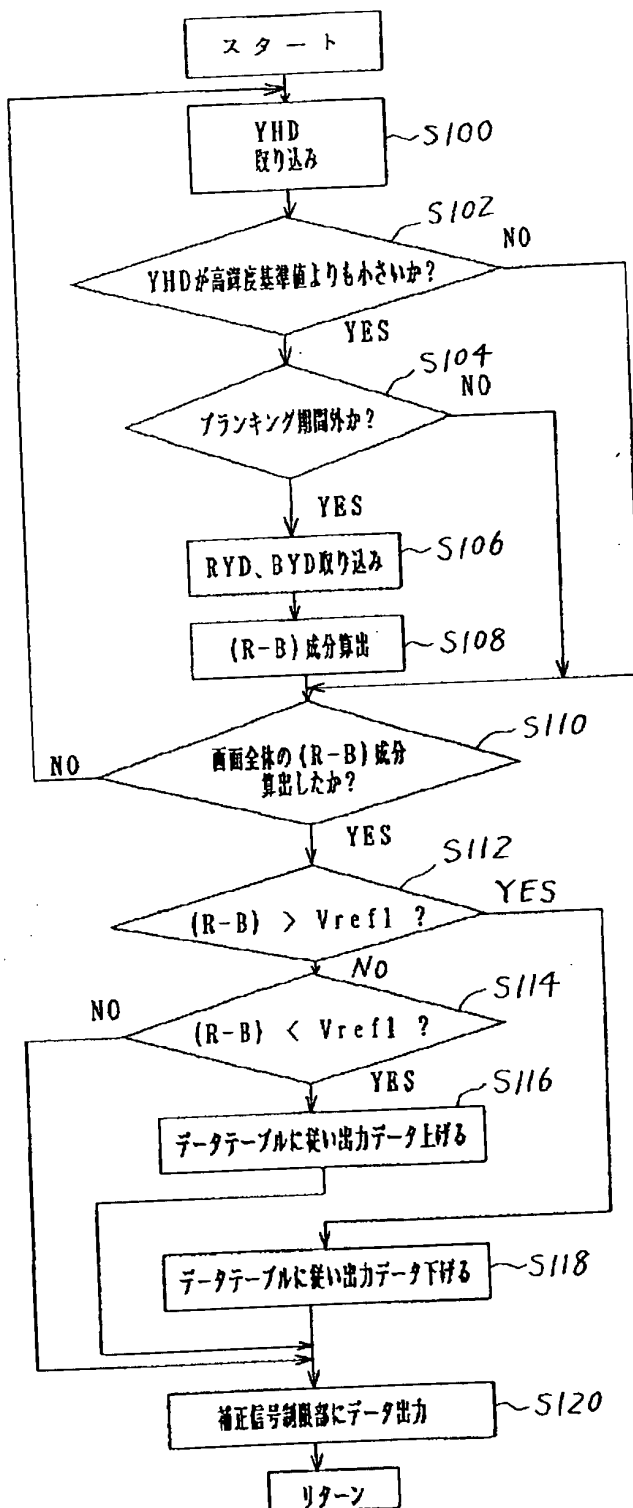 スタート
YHD
取り込み
S100
S102
NO
YHDが高輝度基準値よりも小さいか?
YES
S104
NO
ブランキング期間外か?
YES
RYD、BYD取り込み
S106
(R-B)成分算出
S108
S110
NO
画面全体の(R-B)成分
算出したか?
YES
S112
YES
(R-B) > Vref1 ?
NO
S114
NO
(R-B) < Vref1 ?
YES
S116
データテーブルに従い出力データ上げる
データテーブルに従い出力データ下げる
S118
補正信号制限部にデータ出力
S120
リターン